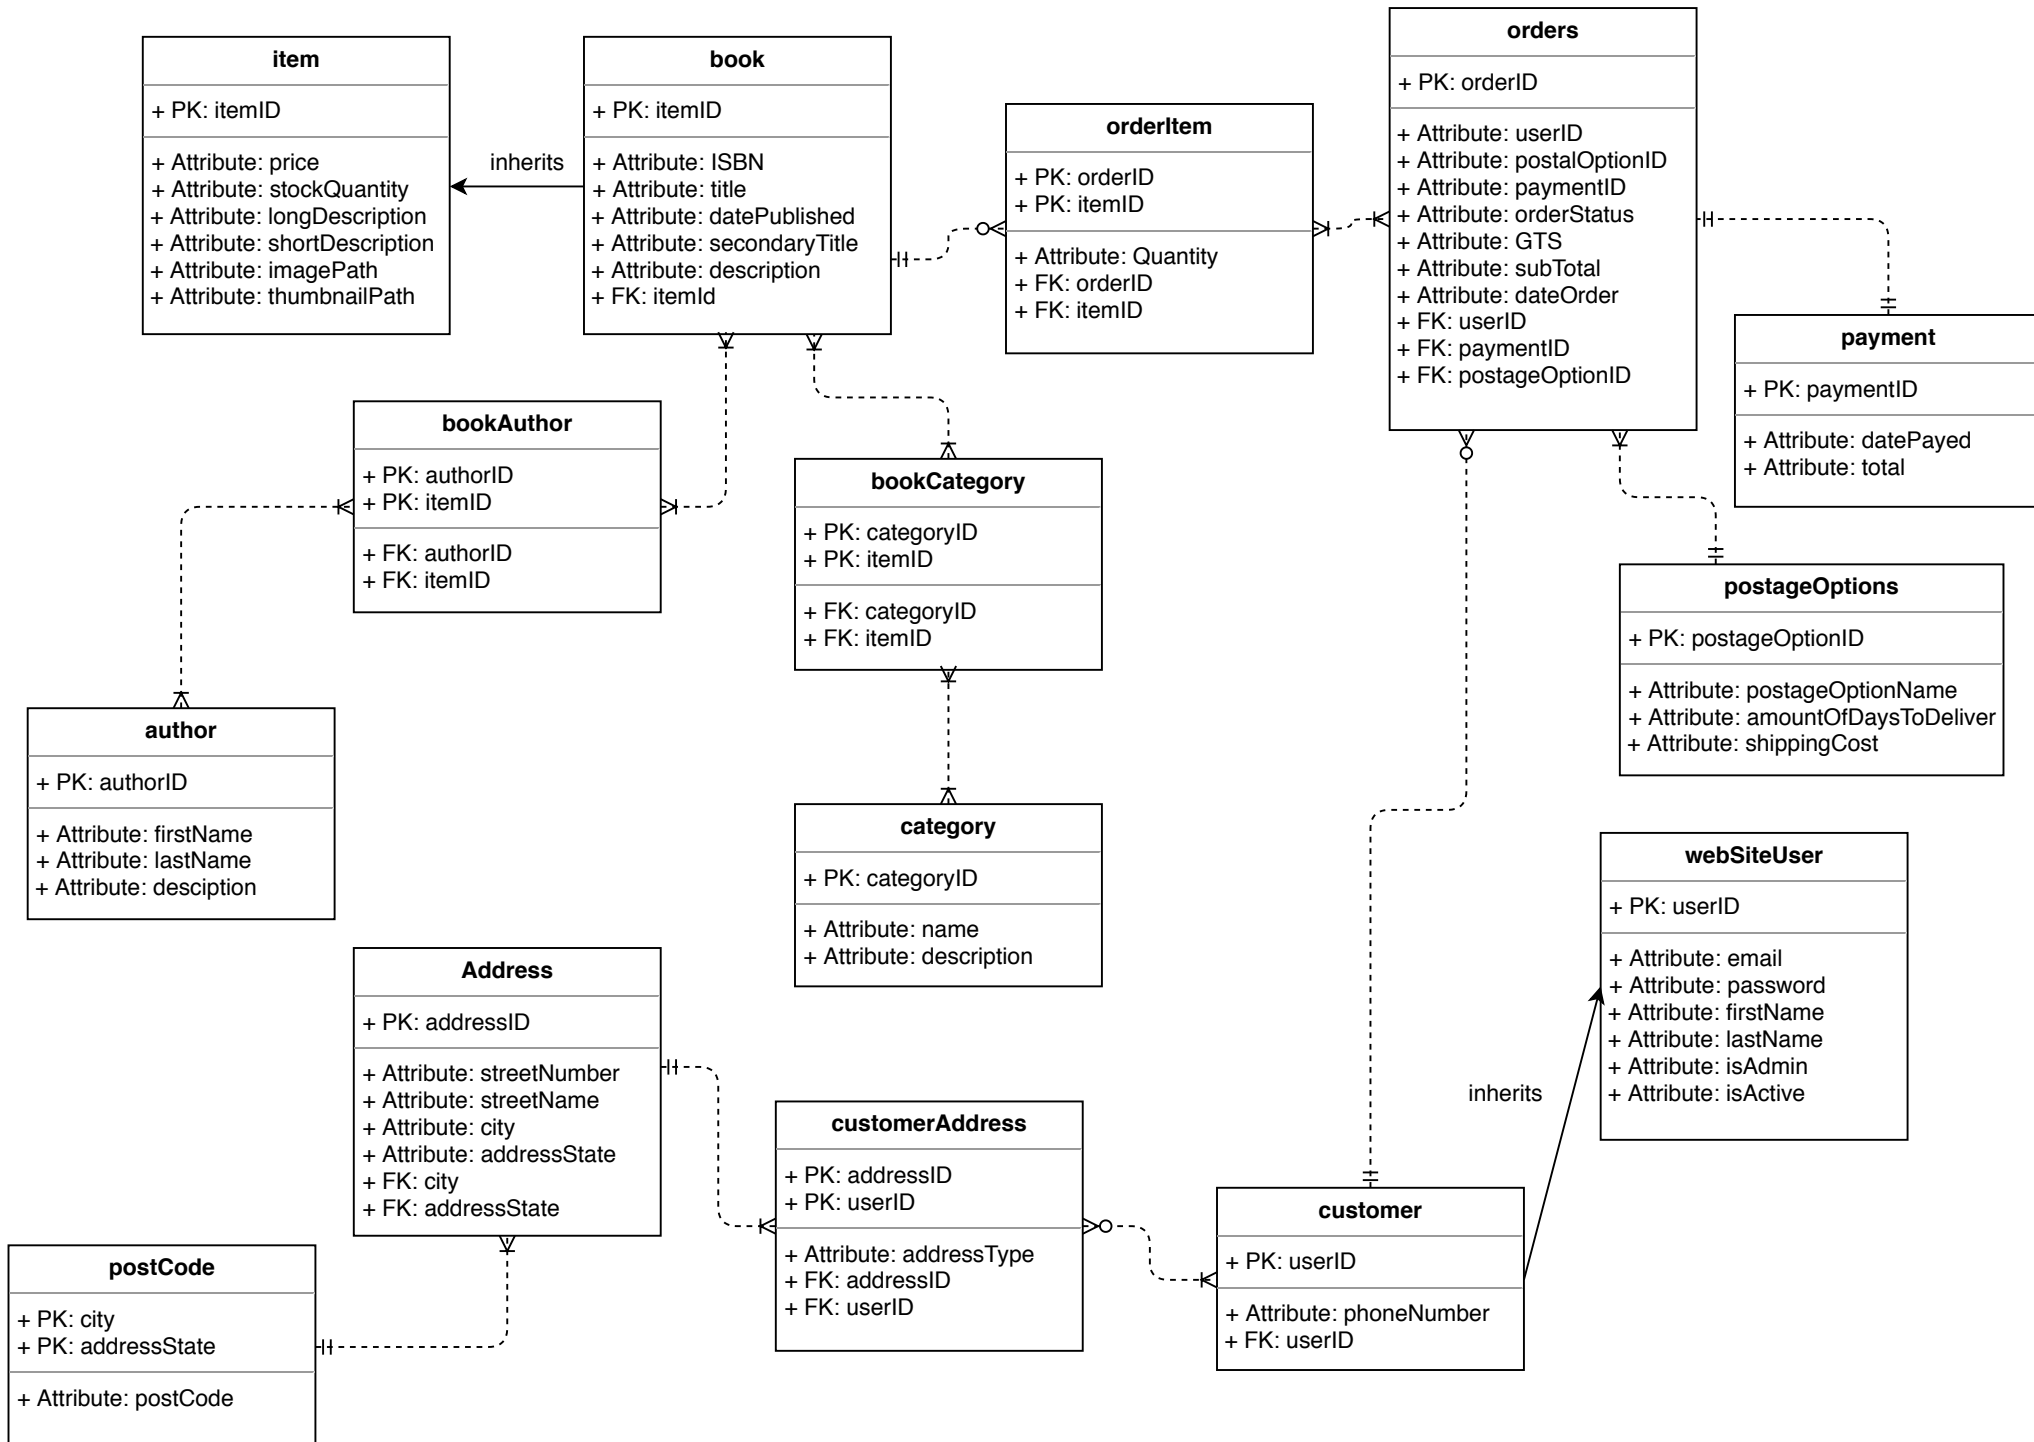 item
+ PK: itemID
+ Attribute: price
+ Attribute: stockQuantity
+ Attribute: longDescription
+ Attribute: shortDescription
+ Attribute: imagePath
+ Attribute: thumbnailPath
inherits
book
+ PK: itemID
+ Attribute: ISBN
+ Attribute: title
+ Attribute: datePublished
+ Attribute: secondaryTitle
+ Attribute: description
+ FK: itemId
orderItem
+ PK: orderID
+ PK: itemID
+ Attribute: Quantity
+ FK: orderID
+ FK: itemID
orders
+ PK: orderID
+ Attribute: userID
+ Attribute: postalOptionID
+ Attribute: paymentID
+ Attribute: orderStatus
+ Attribute: GTS
+ Attribute: subTotal
+ Attribute: dateOrder
+ FK: userID
+ FK: paymentID
+ FK: postageOptionID
payment
+ PK: paymentID
+ Attribute: datePayed
+ Attribute: total
bookAuthor
+ PK: authorID
+ PK: itemID
+ FK: authorID
+ FK: itemID
bookCategory
+ PK: categoryID
+ PK: itemID
+ FK: categoryID
+ FK: itemID
postageOptions
+ PK: postageOptionID
+ Attribute: postageOptionName
+ Attribute: amountOfDaysToDeliver
+ Attribute: shippingCost
author
+ PK: authorID
+ Attribute: firstName
+ Attribute: lastName
+ Attribute: desciption
category
+ PK: categoryID
+ Attribute: name
+ Attribute: description
webSiteUser
+ PK: userID
+ Attribute: email
+ Attribute: password
+ Attribute: firstName
+ Attribute: lastName
+ Attribute: isAdmin
+ Attribute: isActive
inherits
Address
+ PK: addressID
+ Attribute: streetNumber
+ Attribute: streetName
+ Attribute: city
+ Attribute: addressState
+ FK: city
+ FK: addressState
customerAddress
+ PK: addressID
+ PK: userID
+ Attribute: addressType
+ FK: addressID
+ FK: userID
customer
+ PK: userID
+ Attribute: phoneNumber
+ FK: userID
postCode
+ PK: city
+ PK: addressState
+ Attribute: postCode